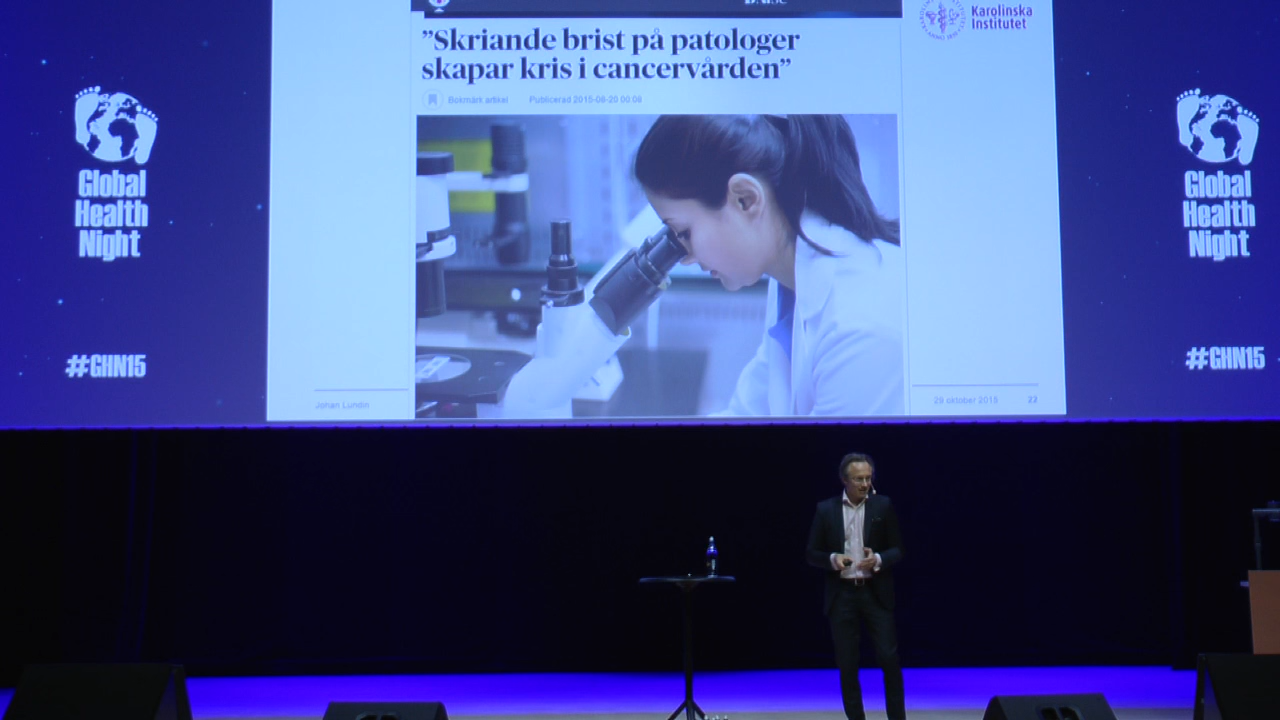 Karolinska
Institutet
”Skriande brist på patologer
skapar kris i cancervården”
Bokmärk artikel Publicerad 2015-08-20 00:08
Global
Health
Night
#GHN15
Global
Health
Night
#GHN15
Johan Lundin
29 oktober 2015 22